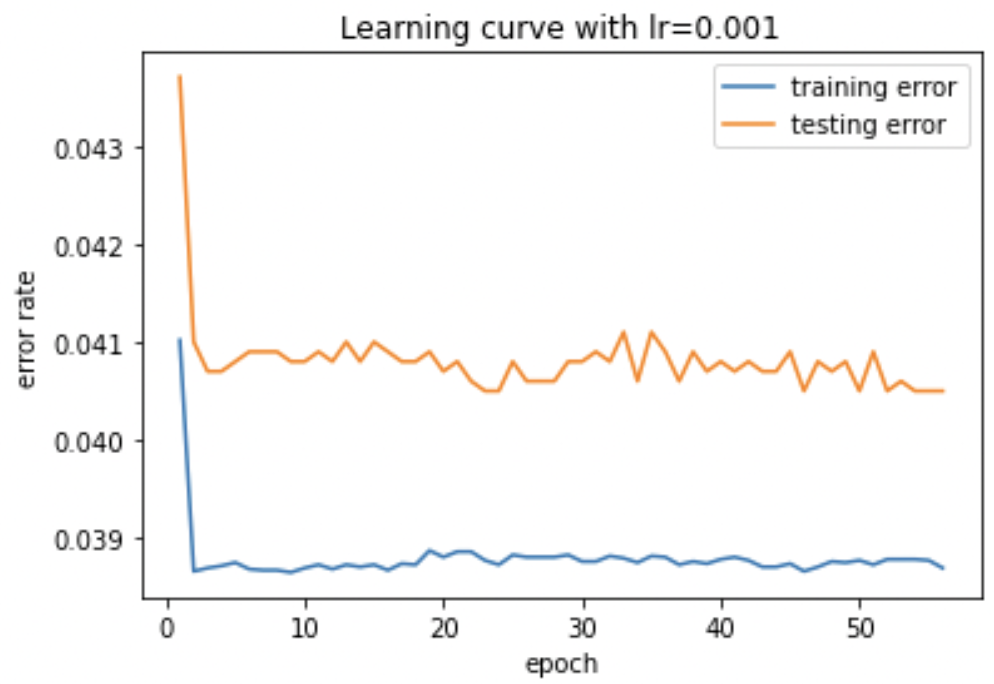 Learning curve with lr=0.001
training error
testing error
0.043
0.042
0.041
0.040
0.039
error rate
0 10 20 30 40 50
epoch